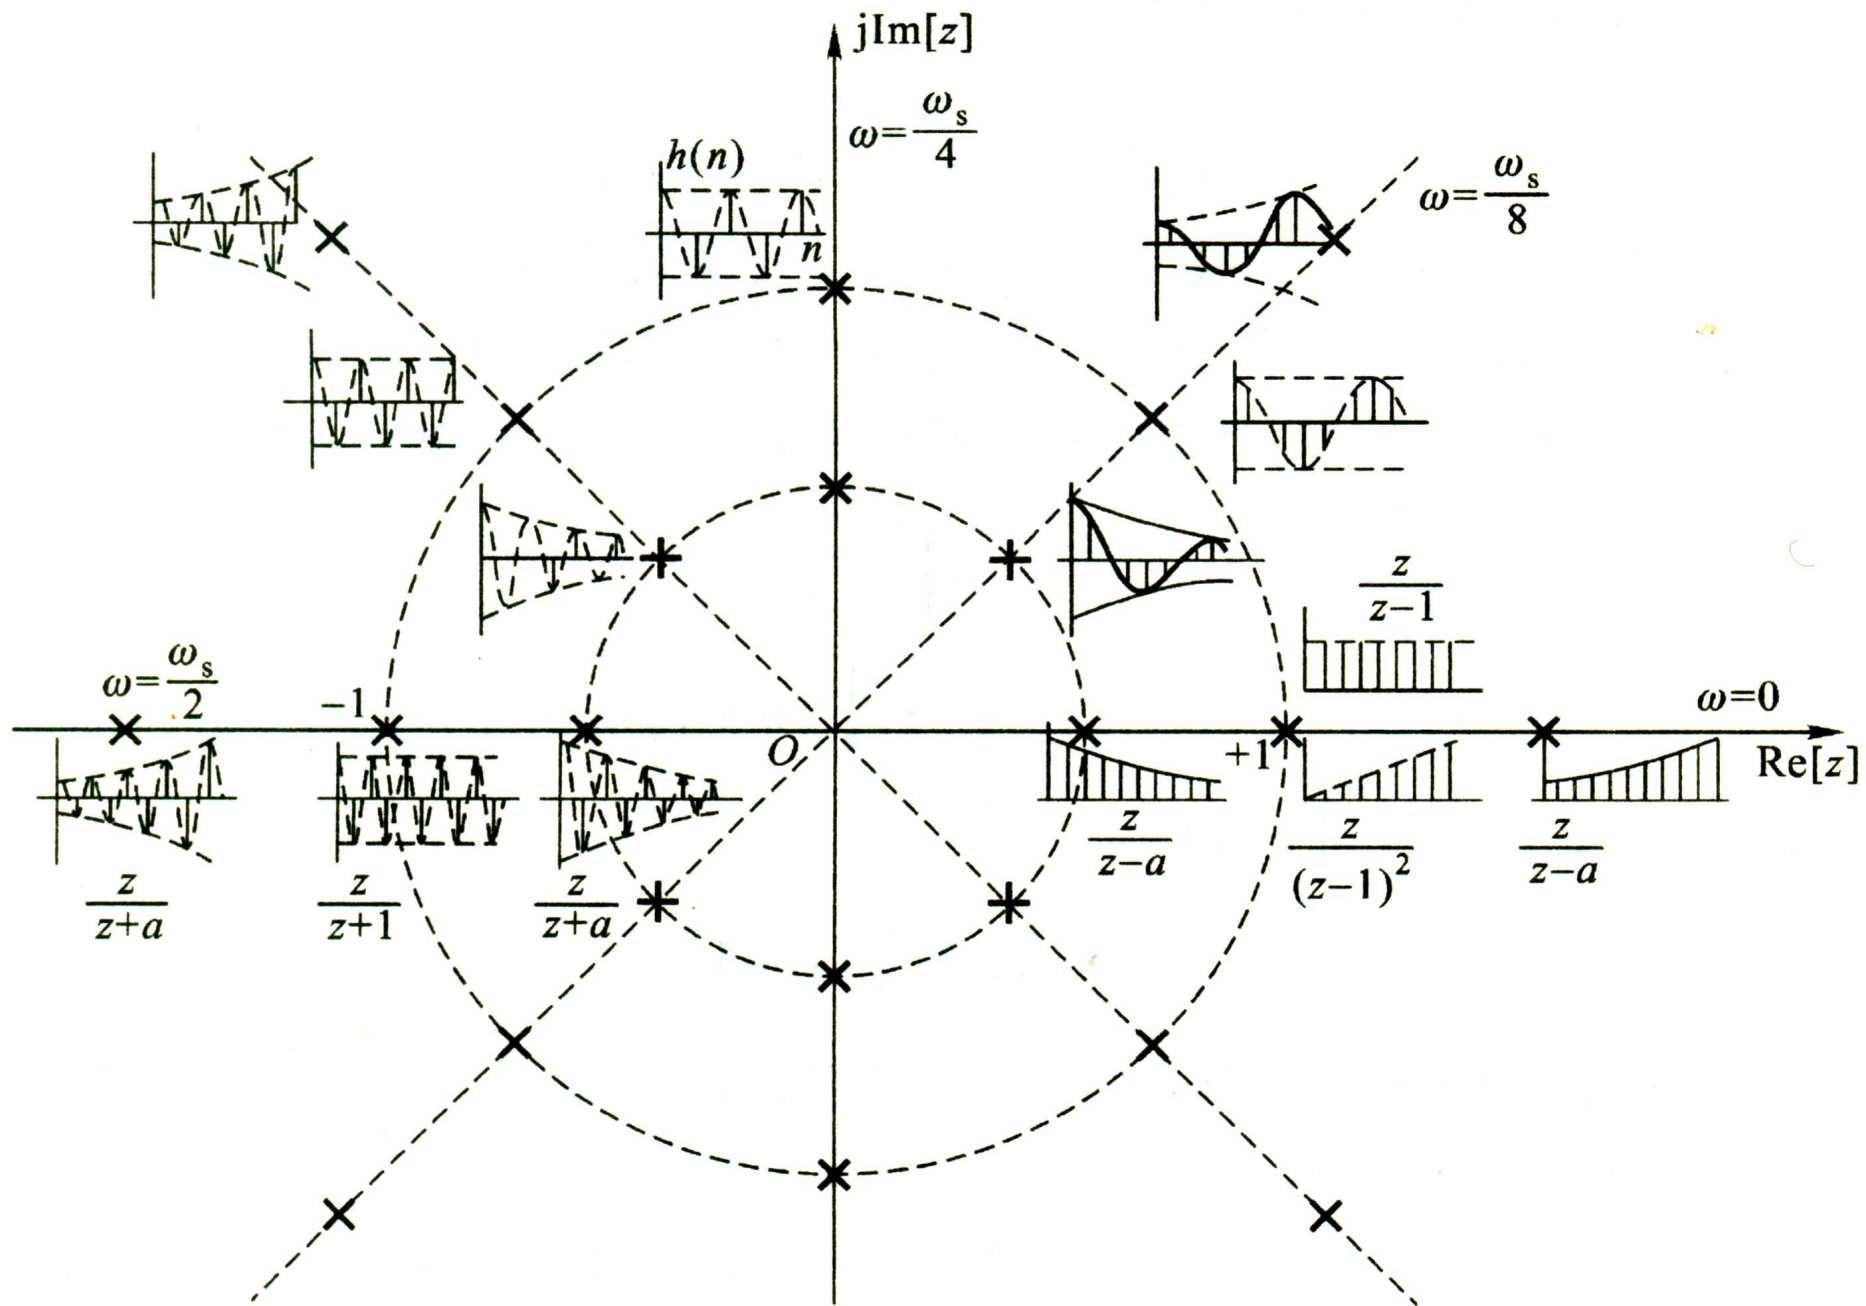 jIm[z]
ω=ω_s/4
h(n)
n
ω=ω_s/8
z/(z−1)
ω=ω_s/2
−1
O
+1
ω=0
Re[z]
z/(z−a)
z/(z−1)²
z/(z−a)
z/(z+a)
z/(z+1)
z/(z+a)